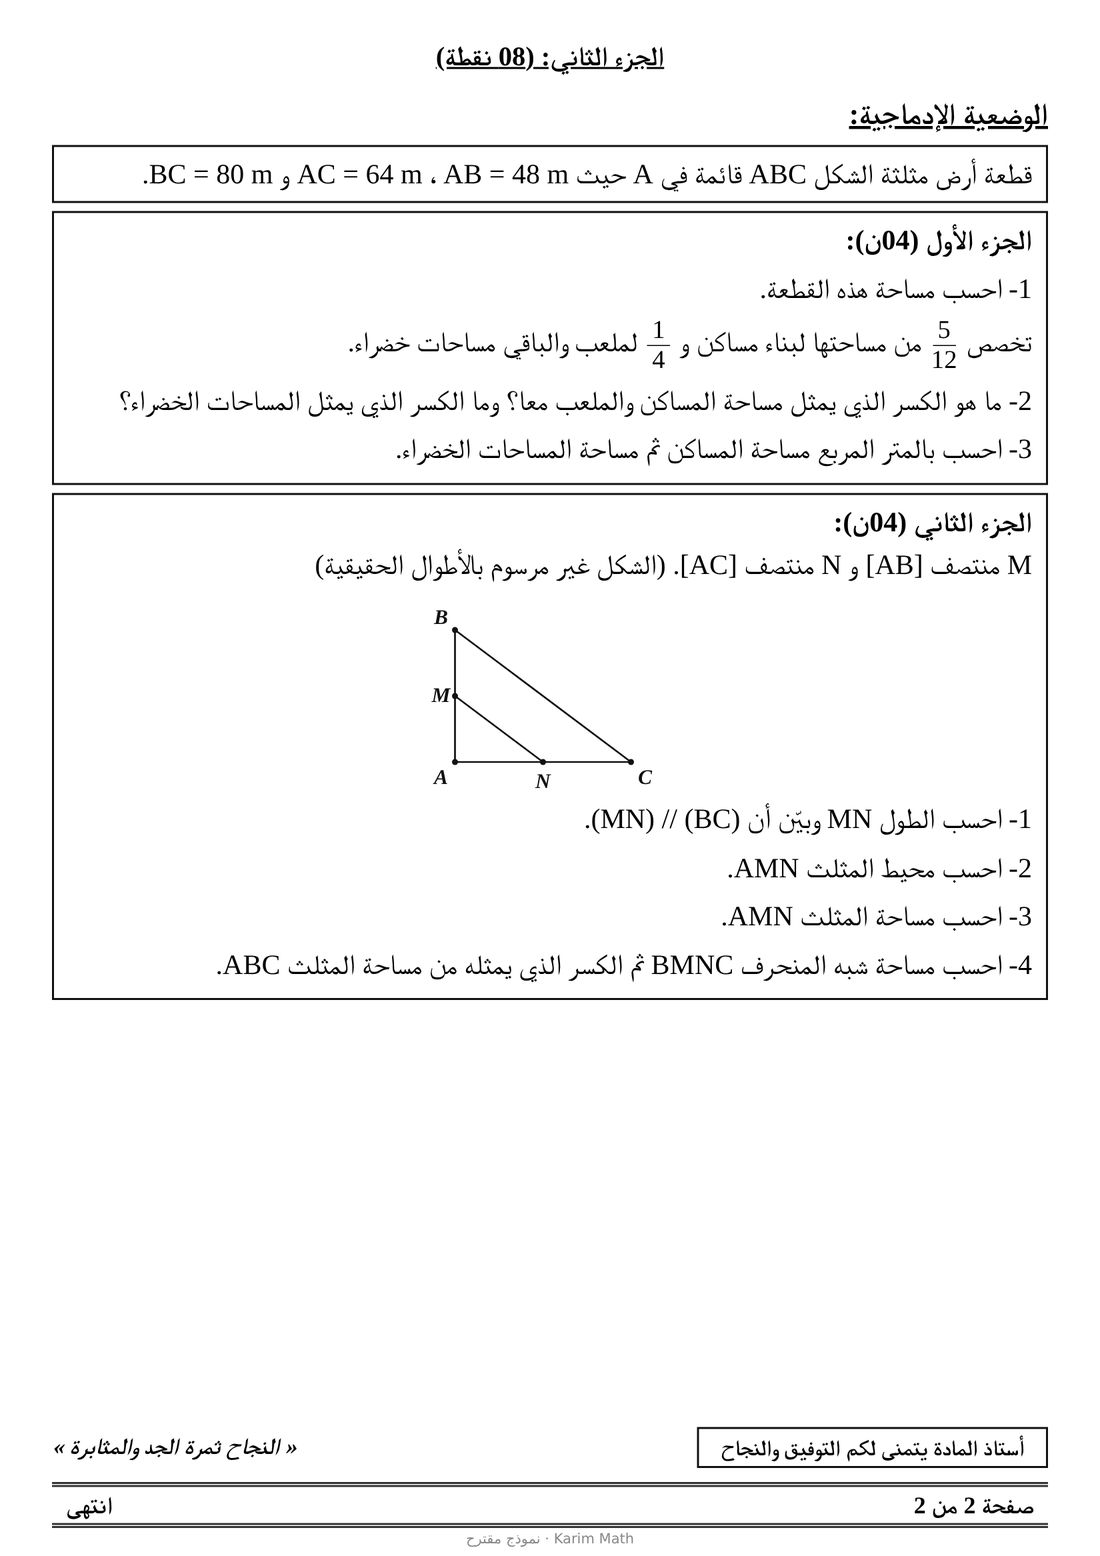 الجزء الثاني: (08 نقطة)
الوضعية الإدماجية:
قطعة أرض مثلثة الشكل ABC قائمة في A حيث AB = 48 m ، AC = 64 m و BC = 80 m.
الجزء الأول (04ن):
1- احسب مساحة هذه القطعة.
تخصص 5/12 من مساحتها لبناء مساكن و 1/4 لملعب والباقي مساحات خضراء.
2- ما هو الكسر الذي يمثل مساحة المساكن والملعب معا؟ وما الكسر الذي يمثل المساحات الخضراء؟
3- احسب بالمتر المربع مساحة المساكن ثم مساحة المساحات الخضراء.
الجزء الثاني (04ن):
M منتصف [AB] و N منتصف [AC]. (الشكل غير مرسوم بالأطوال الحقيقية)
B
M
A
N
C
1- احسب الطول MN وبيّن أن (MN) // (BC).
2- احسب محيط المثلث AMN.
3- احسب مساحة المثلث AMN.
4- احسب مساحة شبه المنحرف BMNC ثم الكسر الذي يمثله من مساحة المثلث ABC.
أستاذ المادة يتمنى لكم التوفيق والنجاح
« النجاح ثمرة الجد والمثابرة »
صفحة 2 من 2
انتهى
نموذج مقترح · Karim Math